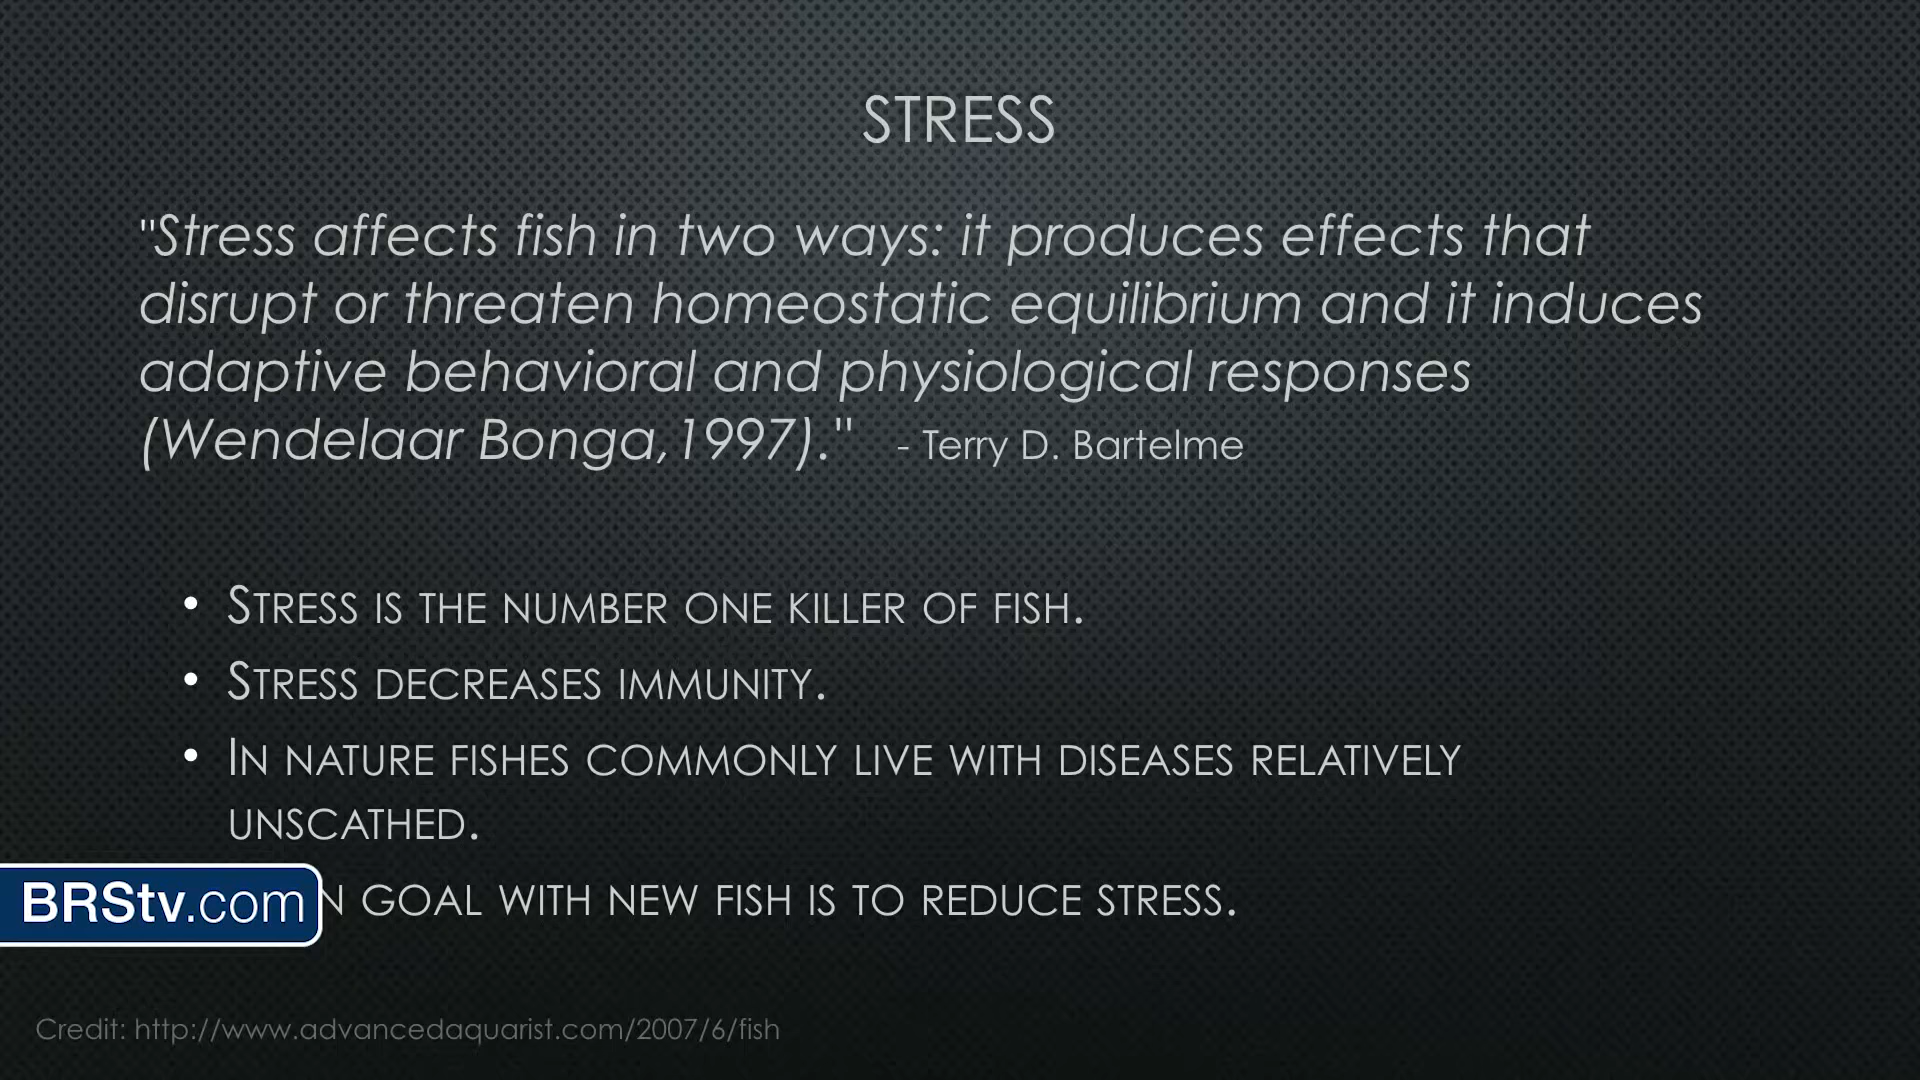 STRESS
"Stress affects fish in two ways: it produces effects that
disrupt or threaten homeostatic equilibrium and it induces
adaptive behavioral and physiological responses
(Wendelaar Bonga,1997)." - Terry D. Bartelme
• STRESS IS THE NUMBER ONE KILLER OF FISH.
• STRESS DECREASES IMMUNITY.
• IN NATURE FISHES COMMONLY LIVE WITH DISEASES RELATIVELY
UNSCATHED.
GOAL WITH NEW FISH IS TO REDUCE STRESS.
BRStv.com
Credit: http://www.advancedaquarist.com/2007/6/fish